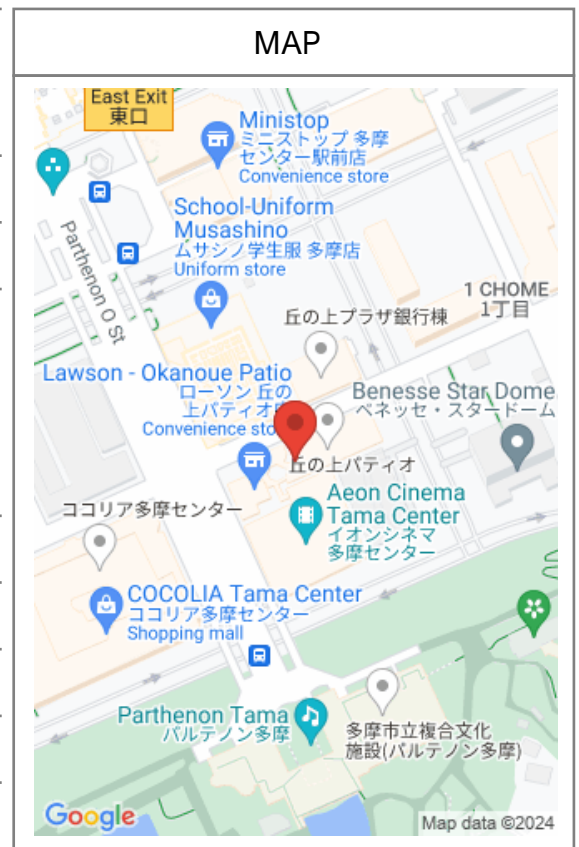 MAP
East Exit
東口
Ministop
ミニストップ 多摩
センター駅前店
Convenience store
School-Uniform
Musashino
ムサシノ学生服 多摩店
Uniform store
Parthenon O St
1 CHOME
1丁目
丘の上プラザ銀行棟
Lawson - Okanoue Patio
ローソン 丘の
上パティオ
Convenience sto
Benesse Star Dome
ベネッセ・スタードーム
丘の上パティオ
ココリア多摩センター
Aeon Cinema
Tama Center
イオンシネマ
多摩センター
COCOLIA Tama Center
ココリア多摩センター
Shopping mall
Parthenon Tama
パルテノン多摩
多摩市立複合文化
施設(パルテノン多摩)
Google
Map data ©2024